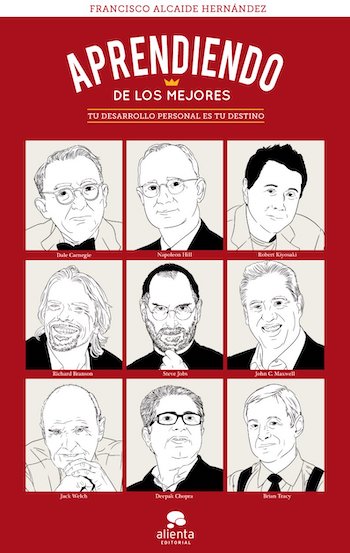 FRANCISCO ALCAIDE HERNÁNDEZ
APRENDIENDO
DE LOS MEJORES
TU DESARROLLO PERSONAL ES TU DESTINO
Dale Carnegie
Napoleon Hill
Robert Kiyosaki
Richard Branson
Steve Jobs
John C. Maxwell
Jack Welch
Deepak Chopra
Brian Tracy
alienta
EDITORIAL